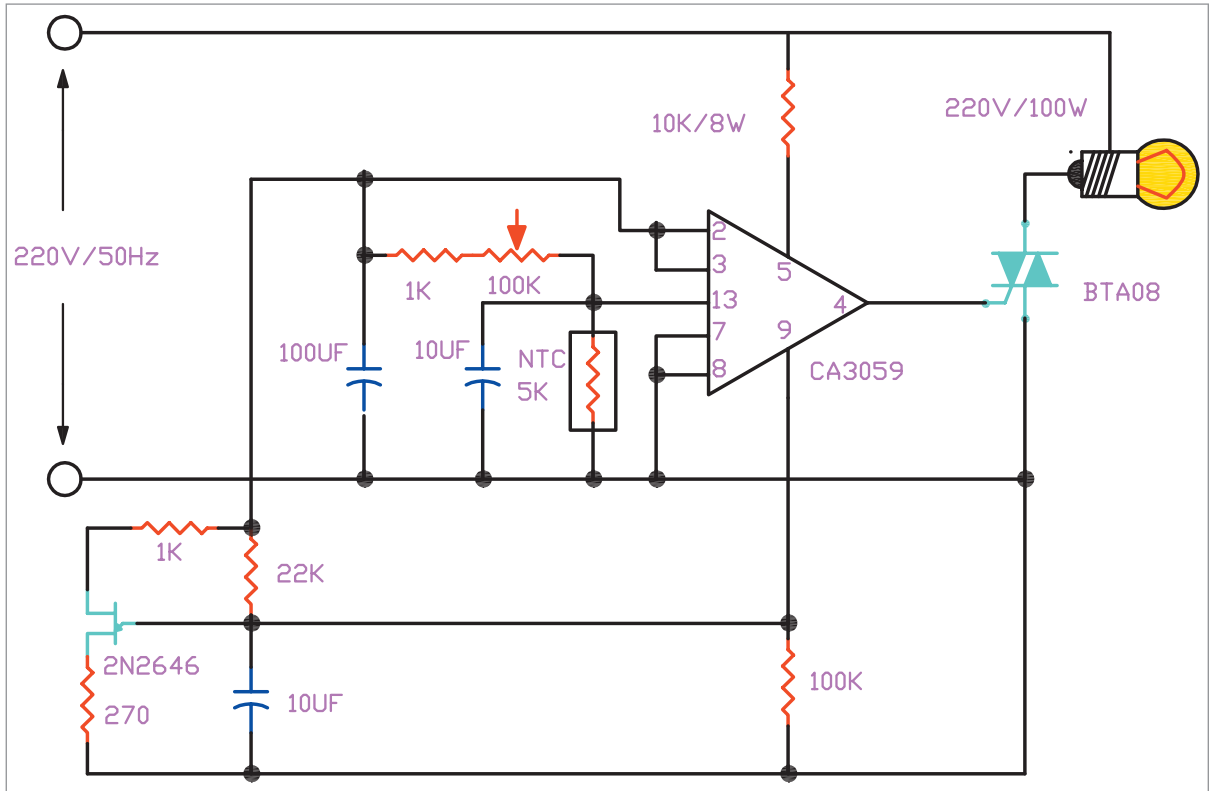 220V/100W
10K/8W
220V/50Hz
2
3
5
1K
100K
13
4
BTA08
100UF
10UF
NTC
5K
7
9
8
CA3059
1K
22K
2N2646
270
10UF
100K